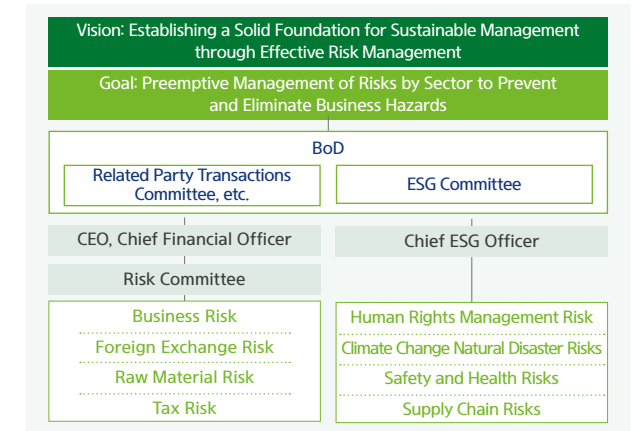 Vision: Establishing a Solid Foundation for Sustainable Management
through Effective Risk Management
Goal: Preemptive Management of Risks by Sector to Prevent
and Eliminate Business Hazards
BoD
Related Party Transactions
Committee, etc.
ESG Committee
CEO, Chief Financial Officer
Chief ESG Officer
Risk Committee
Business Risk
Foreign Exchange Risk
Raw Material Risk
Tax Risk
Human Rights Management Risk
Climate Change Natural Disaster Risks
Safety and Health Risks
Supply Chain Risks